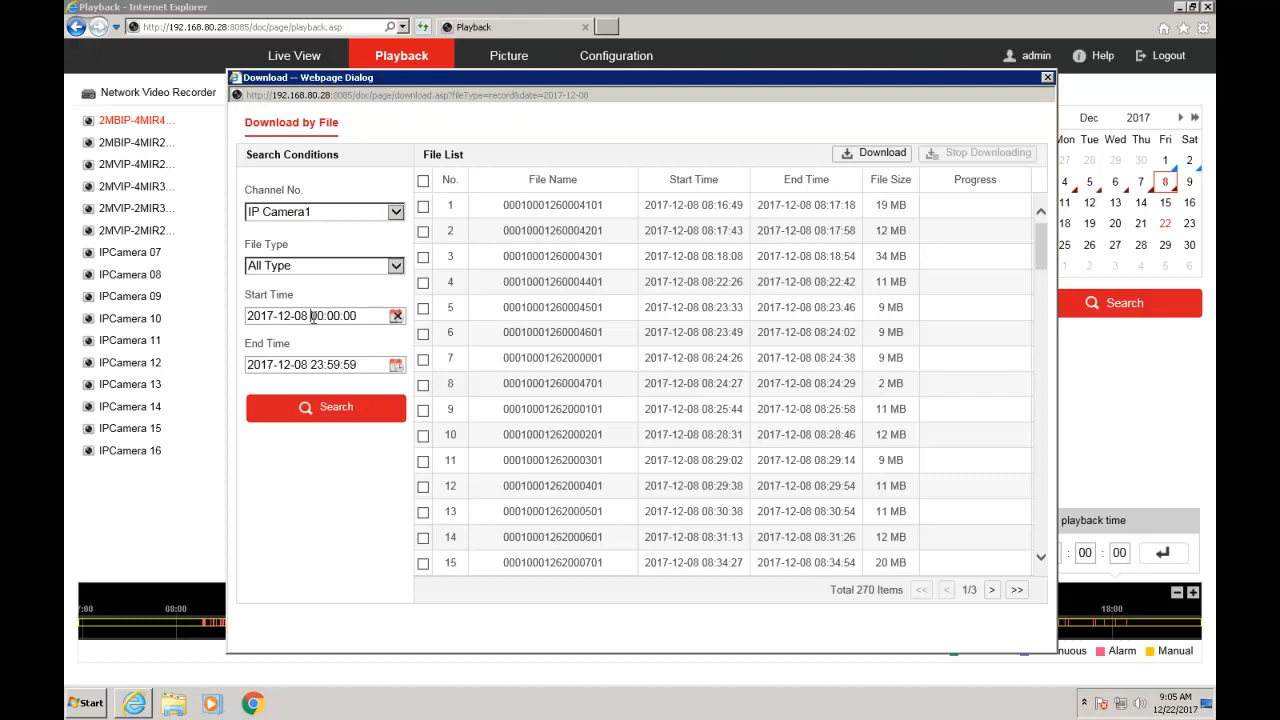 Playback - Internet Explorer
http://192.168.80.28:8085/doc/page/playback.asp
Playback
Live View Playback Picture Configuration
admin Help Logout
Network Video Recorder
2MBIP-4MIR4...
2MBIP-4MIR2...
2MVIP-4MIR2...
2MVIP-4MIR3...
2MVIP-2MIR3...
2MVIP-2MIR2...
IPCamera 07
IPCamera 08
IPCamera 09
IPCamera 10
IPCamera 11
IPCamera 12
IPCamera 13
IPCamera 14
IPCamera 15
IPCamera 16
Download -- Webpage Dialog
http://192.168.80.28:8085/doc/page/download.asp?fileType=record&date=2017-12-08
Download by File
Search Conditions
Channel No.
IP Camera1
File Type
All Type
Start Time
2017-12-08 00:00:00
End Time
2017-12-08 23:59:59
Search
File List Download Stop Downloading
No. File Name Start Time End Time File Size Progress
1 00010001260004101 2017-12-08 08:16:49 2017-12-08 08:17:18 19 MB
2 00010001260004201 2017-12-08 08:17:43 2017-12-08 08:17:58 12 MB
3 00010001260004301 2017-12-08 08:18:08 2017-12-08 08:18:54 34 MB
4 00010001260004401 2017-12-08 08:22:26 2017-12-08 08:22:42 11 MB
5 00010001260004501 2017-12-08 08:23:33 2017-12-08 08:23:46 9 MB
6 00010001260004601 2017-12-08 08:23:49 2017-12-08 08:24:02 9 MB
7 00010001262000001 2017-12-08 08:24:26 2017-12-08 08:24:38 9 MB
8 00010001260004701 2017-12-08 08:24:27 2017-12-08 08:24:29 2 MB
9 00010001262000101 2017-12-08 08:25:44 2017-12-08 08:25:58 11 MB
10 00010001262000201 2017-12-08 08:28:31 2017-12-08 08:28:46 12 MB
11 00010001262000301 2017-12-08 08:29:02 2017-12-08 08:29:14 9 MB
12 00010001262000401 2017-12-08 08:29:38 2017-12-08 08:29:54 11 MB
13 00010001262000501 2017-12-08 08:30:38 2017-12-08 08:30:54 11 MB
14 00010001262000601 2017-12-08 08:31:13 2017-12-08 08:31:26 12 MB
15 00010001262000701 2017-12-08 08:34:27 2017-12-08 08:34:54 20 MB
Total 270 Items << < 1/3 > >>
Dec 2017
Mon Tue Wed Thu Fri Sat
27 28 29 30 1 2
4 5 6 7 8 9
11 12 13 14 15 16
18 19 20 21 22 23
25 26 27 28 29 30
1 2 3 4 5 6
Search
playback time
: 00 : 00
7:00 08:00 18:00
nuous Alarm Manual
Start
9:05 AM
12/22/2017